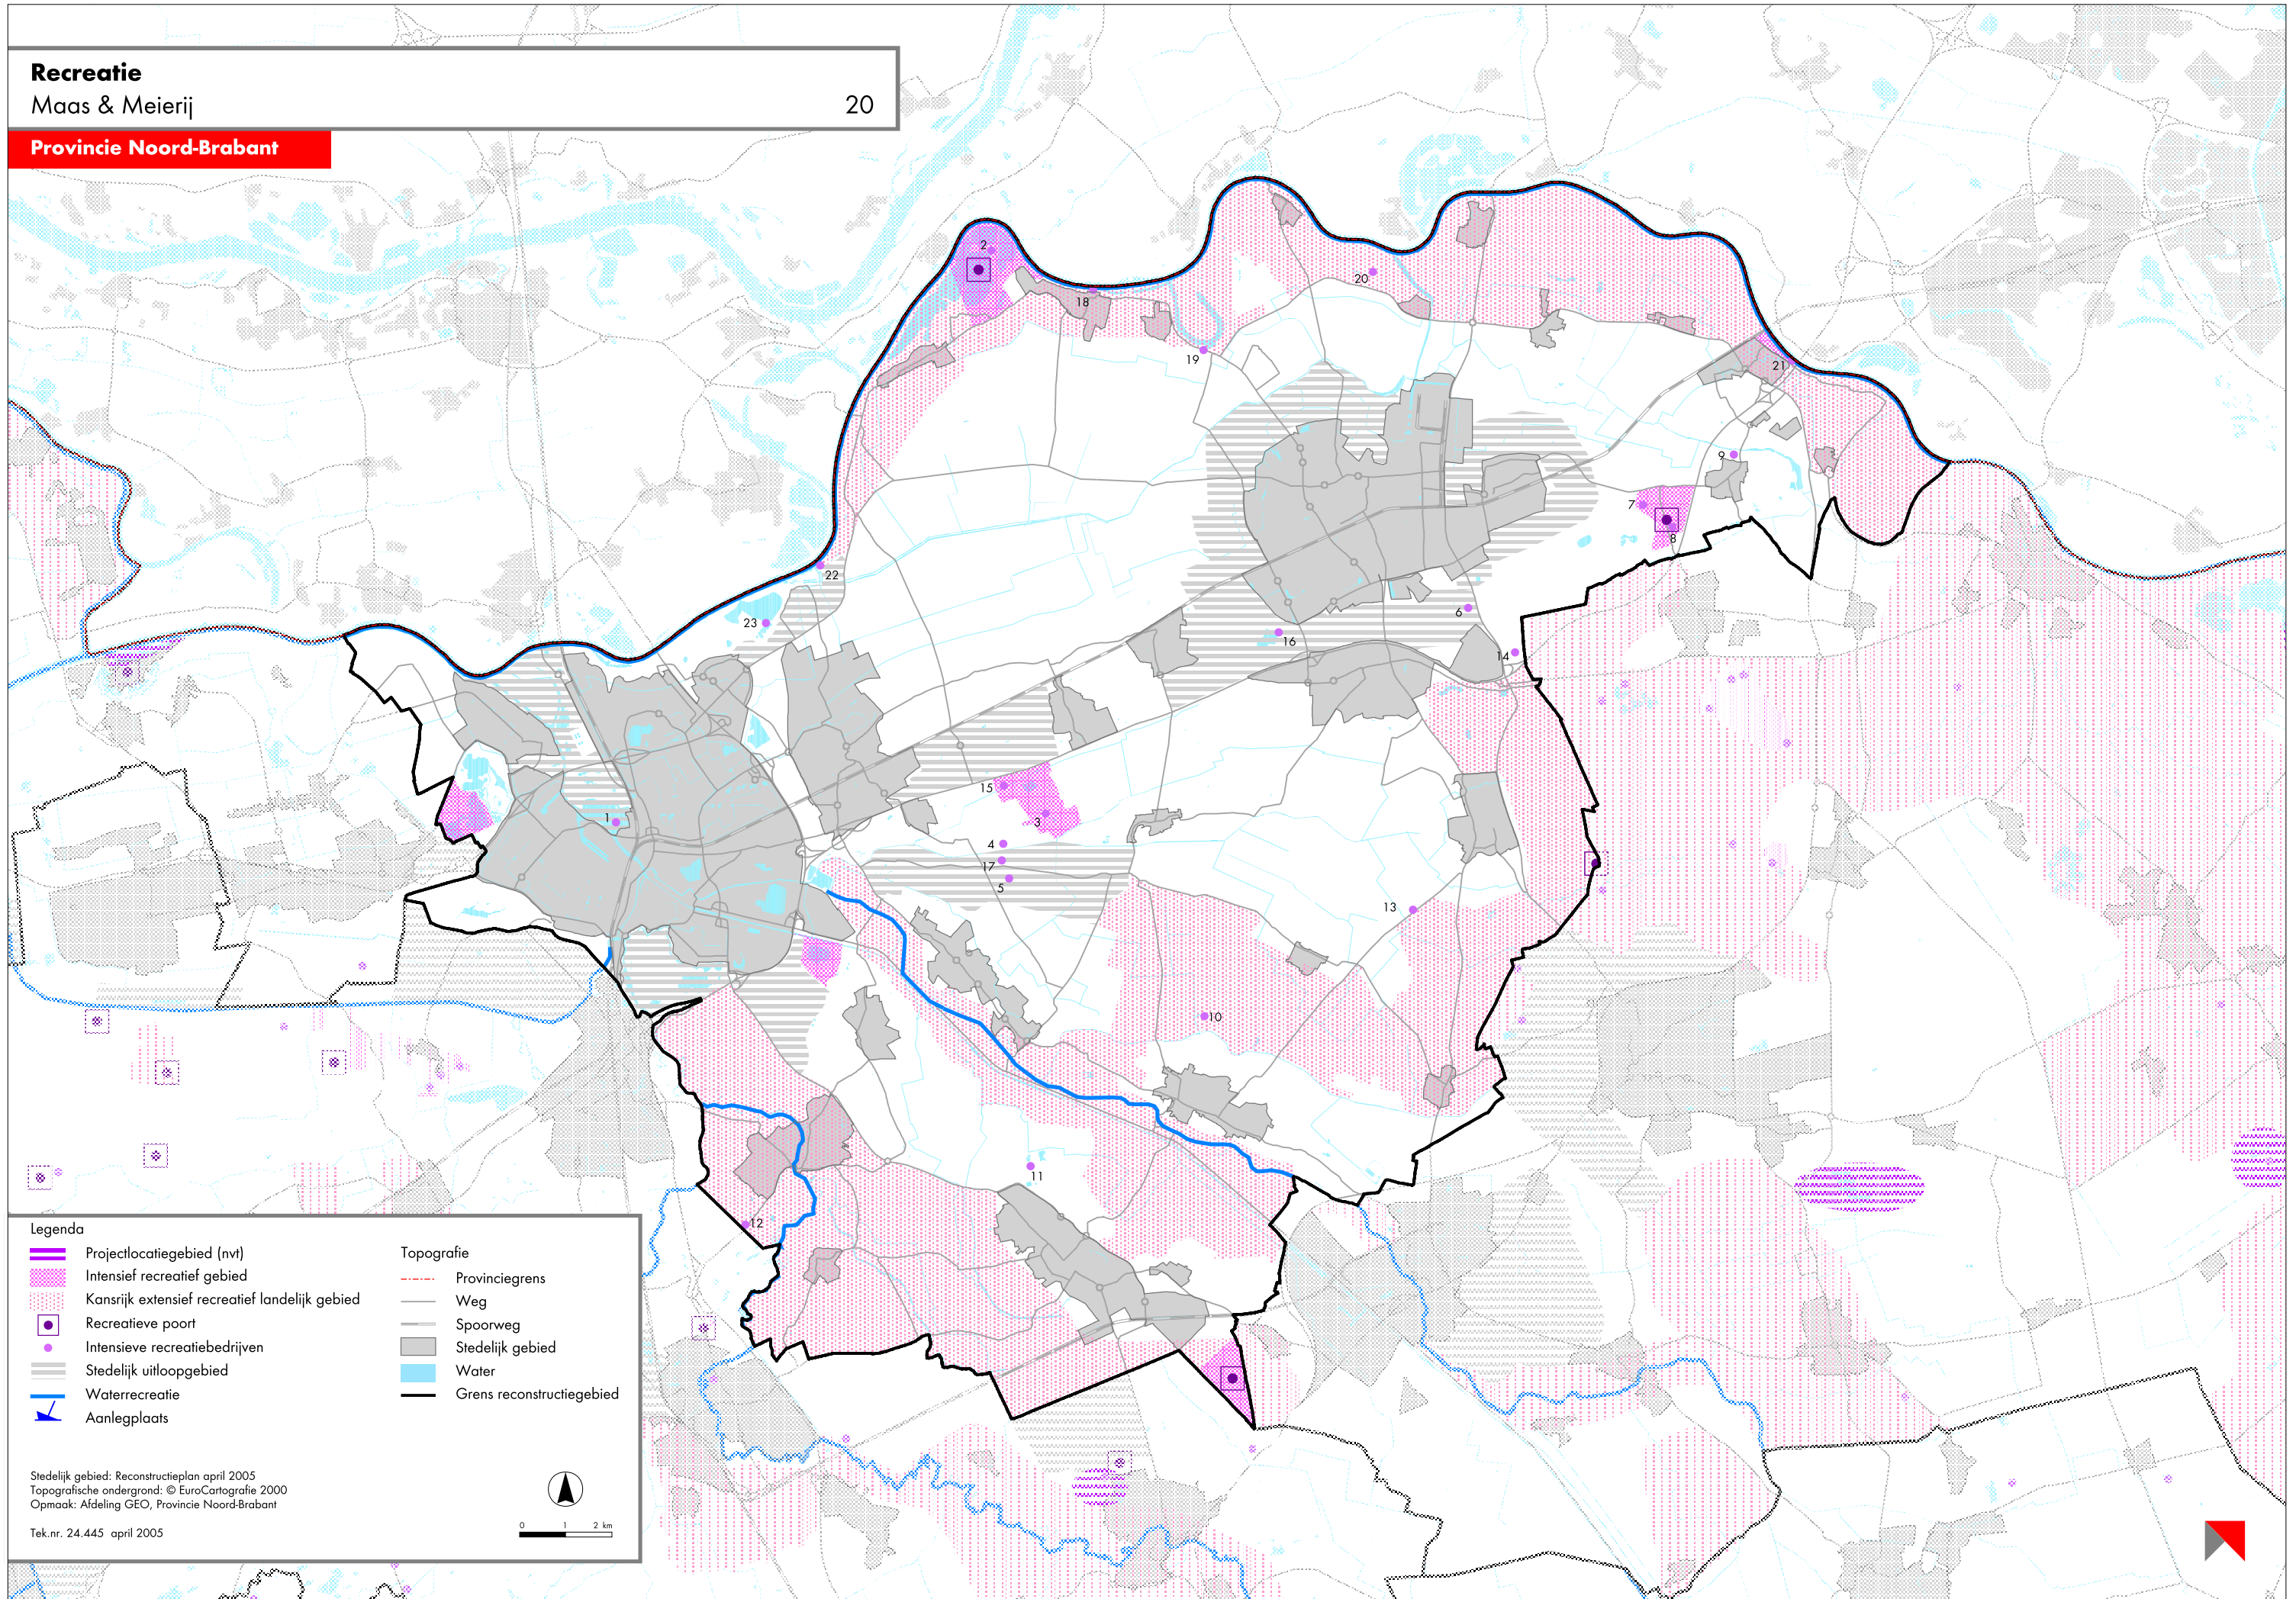 Recreatie
Maas & Meierij 20
Provincie Noord-Brabant
2
18
20
19
21
9
7
8
22
23
6
16
14
15
3
1
4
17
5
13
10
11
12
Legenda
Projectlocatiegebied (nvt)
Intensief recreatief gebied
Kansrijk extensief recreatief landelijk gebied
Recreatieve poort
Intensieve recreatiebedrijven
Stedelijk uitloopgebied
Waterrecreatie
Aanlegplaats
Topografie
Provinciegrens
Weg
Spoorweg
Stedelijk gebied
Water
Grens reconstructiegebied
Stedelijk gebied: Reconstructieplan april 2005
Topografische ondergrond: © EuroCartografie 2000
Opmaak: Afdeling GEO, Provincie Noord-Brabant
Tek.nr. 24.445 april 2005
0 1 2 km